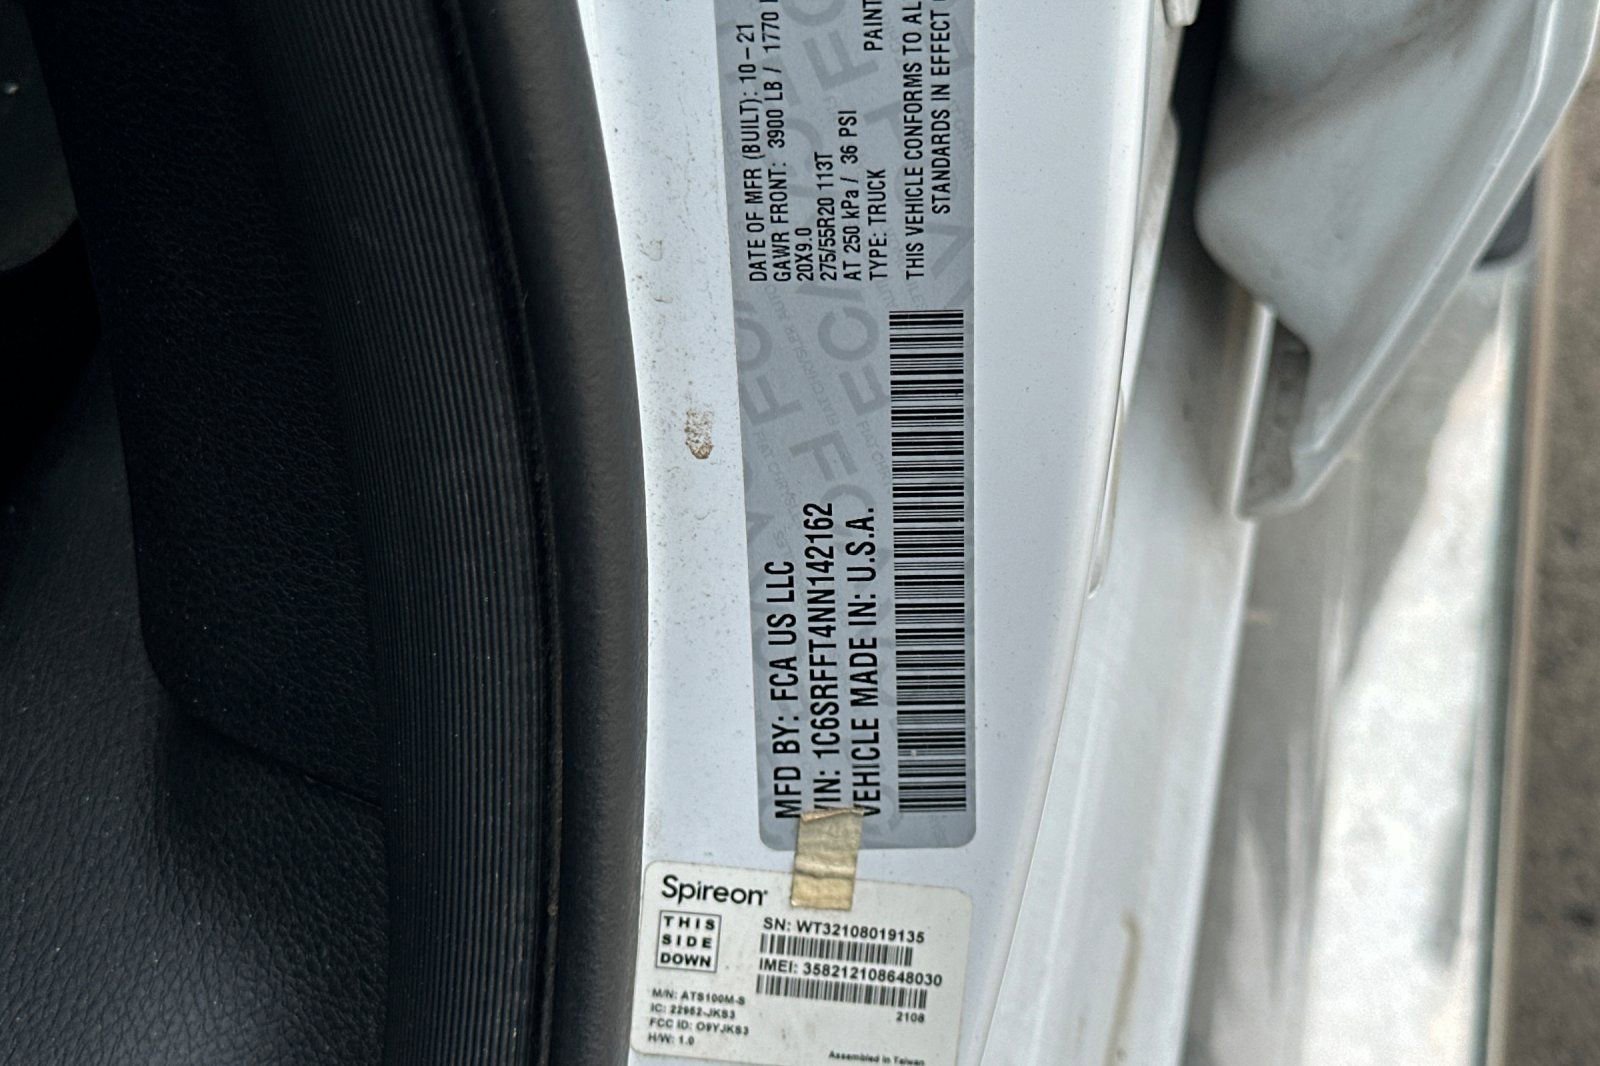 MFD BY: FCA US LLC
VIN: 1C6SRFFT4NN142162
VEHICLE MADE IN: U.S.A.
DATE OF MFR (BUILT): 10-21
GAWR FRONT: 3900 LB / 1770
20X9.0
275/55R20 113T
AT 250 kPa / 36 PSI
TYPE: TRUCK PAINT
THIS VEHICLE CONFORMS TO AL
STANDARDS IN EFFECT
Spireon
THIS
SIDE
DOWN
SN: WT32108019135
IMEI: 358212108648030
2108
M/N: ATS100M-S
IC: 22952-JKS3
FCC ID: O9YJKS3
H/W: 1.0
Assembled in Taiwan